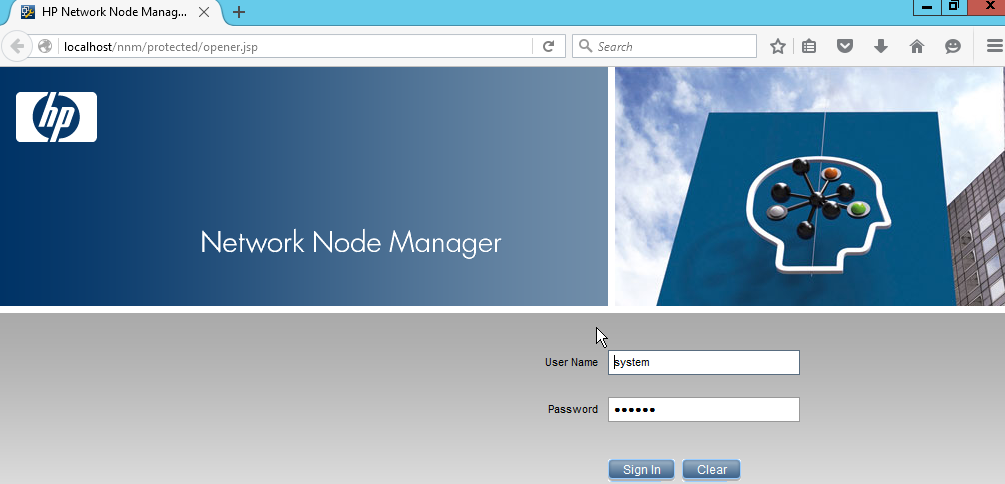 HP Network Node Manag...
localhost/nnm/protected/opener.jsp
Search
hp
Network Node Manager
User Name
system
Password
••••••
Sign In
Clear